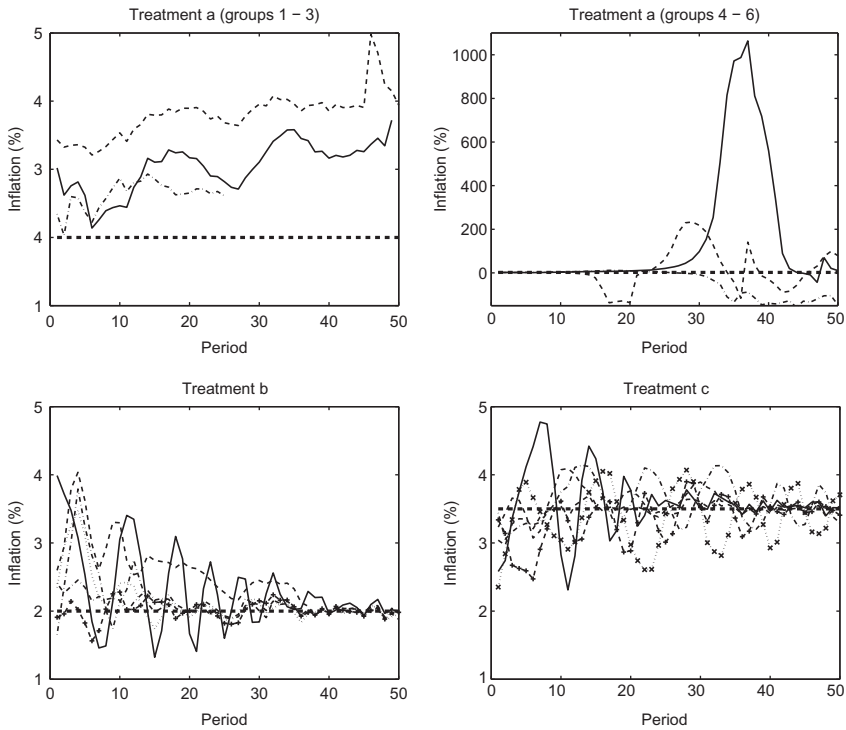 Treatment a (groups 1 − 3)
5
4
3
4
1
Inflation (%)
0 10 20 30 40 50
Period
Treatment a (groups 4 − 6)
1000
800
600
400
200
0
Inflation (%)
0 10 20 30 40 50
Period
Treatment b
5
4
3
2
1
Inflation (%)
0 10 20 30 40 50
Period
Treatment c
5
4
3
2
1
Inflation (%)
0 10 20 30 40 50
Period